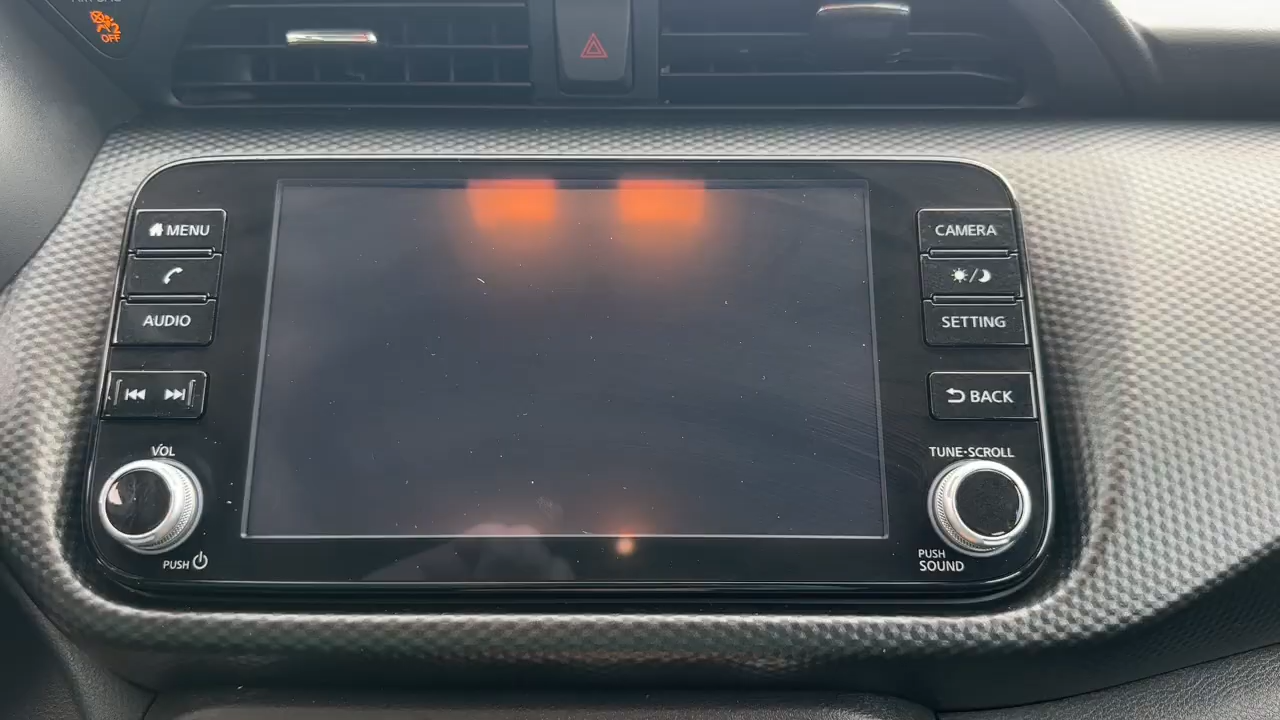 OFF
MENU
CAMERA
AUDIO
SETTING
BACK
VOL
TUNE·SCROLL
PUSH
PUSH
SOUND